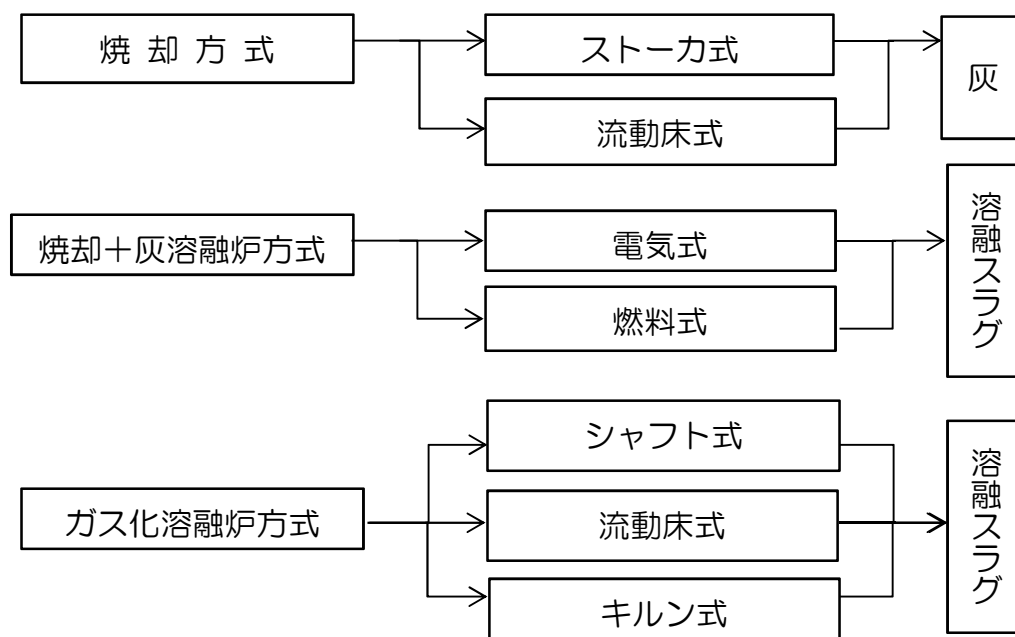 焼 却 方 式
ストーカ式
流動床式
灰
焼却＋灰溶融炉方式
電気式
燃料式
溶融スラグ
ガス化溶融炉方式
シャフト式
流動床式
キルン式
溶融スラグ